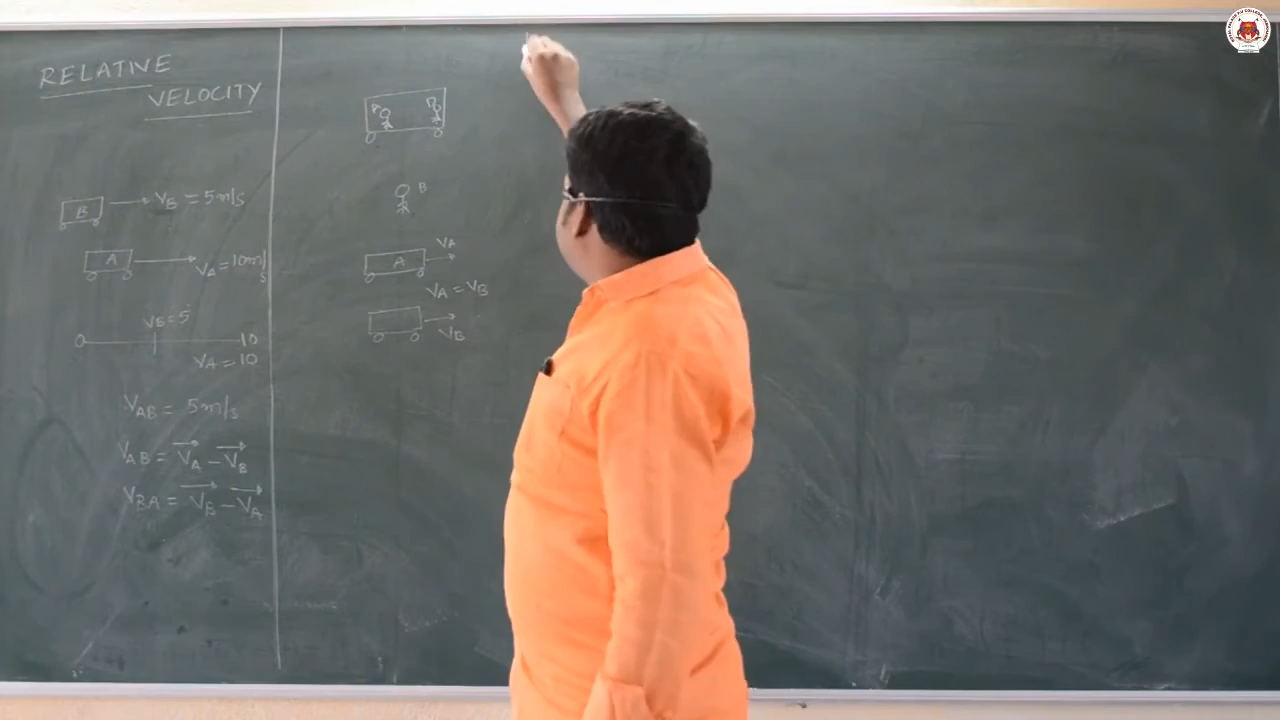 RELATIVE
VELOCITY
B
V_B = 5m/s
A
V_A = 10m/s
V_B = 5
0
10
V_A = 10
V_AB = 5m/s
V_AB = V_A - V_B
V_BA = V_B - V_A
B
A
V_A
V_A = V_B
V_B